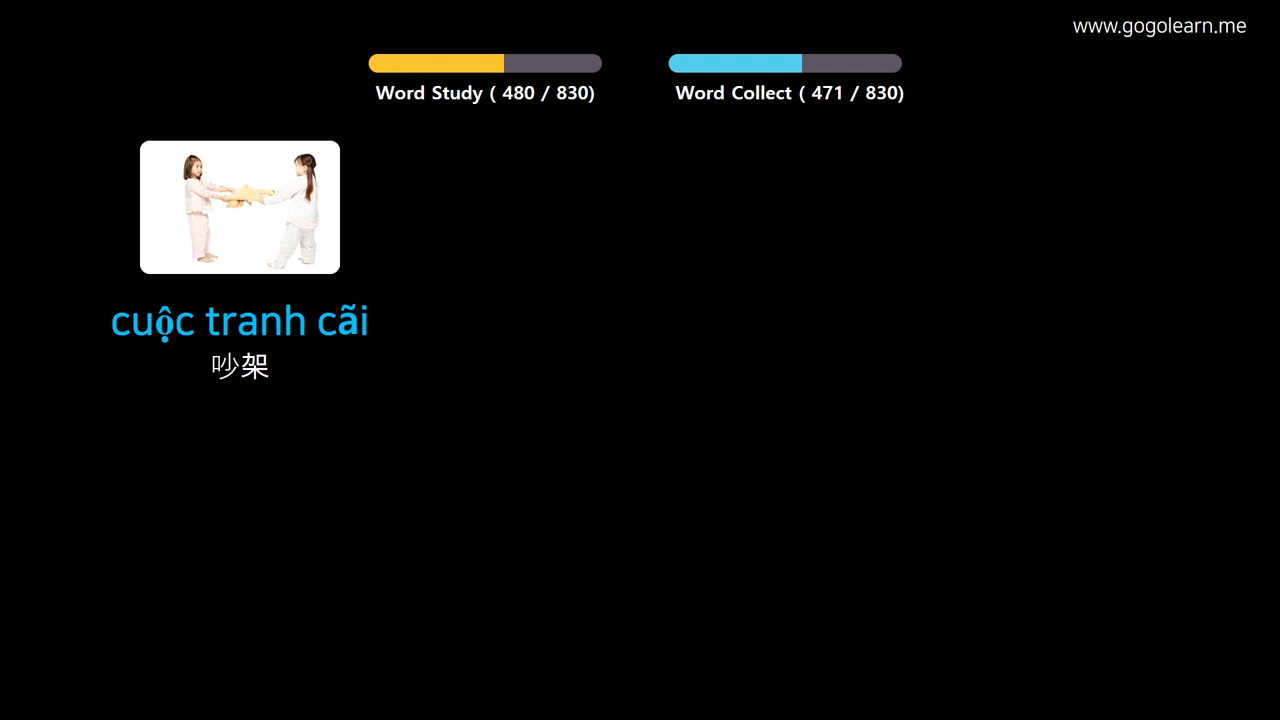 www.gogolearn.me
Word Study ( 480 / 830)
Word Collect ( 471 / 830)
cuộc tranh cãi
吵架